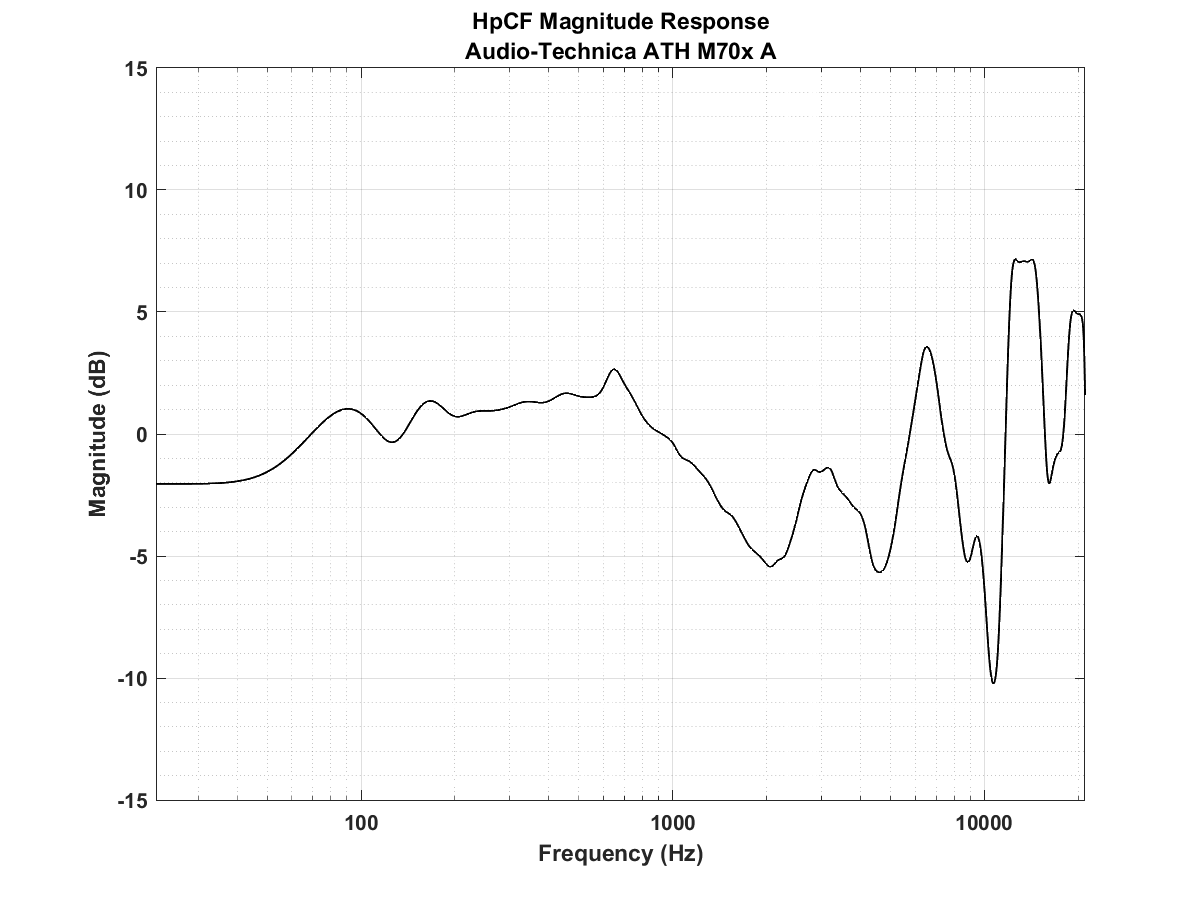 HpCF Magnitude Response
Audio-Technica ATH M70x A
15
10
5
0
-5
-10
-15
Magnitude (dB)
100
1000
10000
Frequency (Hz)